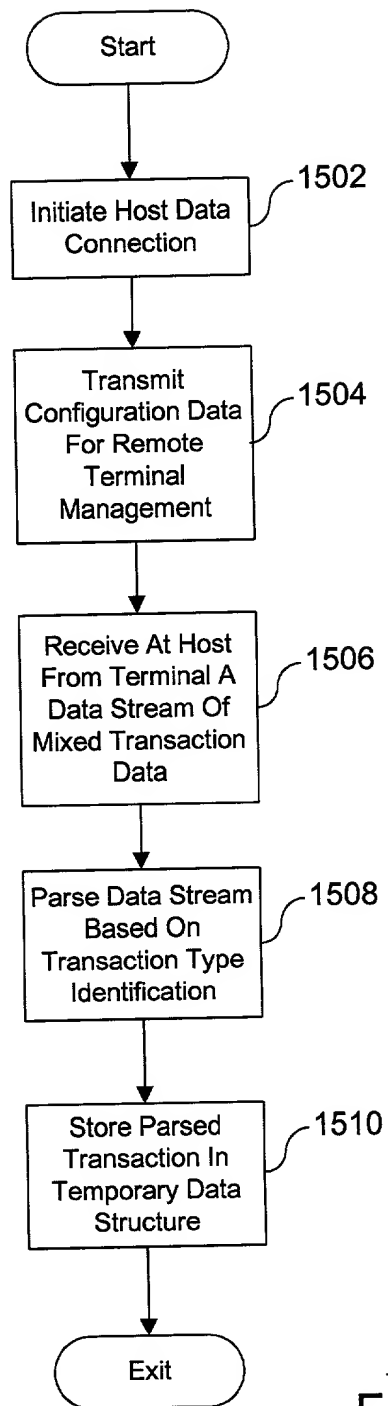 Start
1502
Initiate Host Data
Connection
1504
Transmit
Configuration Data
For Remote
Terminal
Management
1506
Receive At Host
From Terminal A
Data Stream Of
Mixed Transaction
Data
1508
Parse Data Stream
Based On
Transaction Type
Identification
1510
Store Parsed
Transaction In
Temporary Data
Structure
Exit